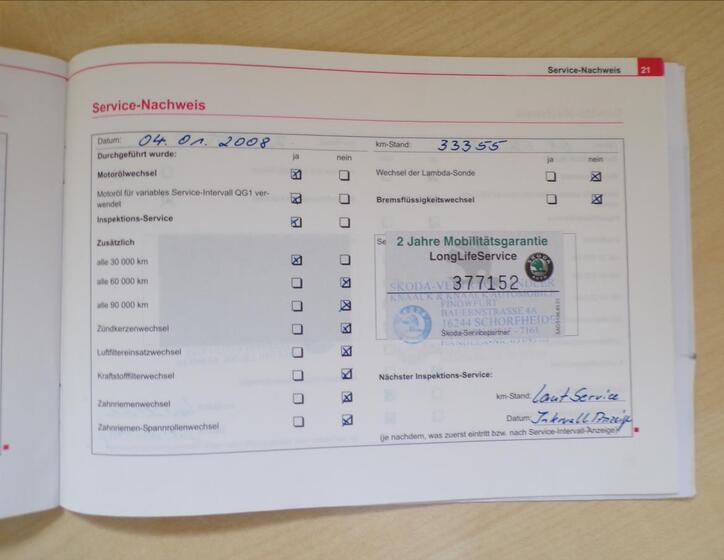 Service-Nachweis 21
Service-Nachweis
Datum: 04. 01. 2008
km-Stand: 33355
Durchgeführt wurde: ja nein
ja nein
Motorölwechsel
Wechsel der Lambda-Sonde
Motoröl für variables Service-Intervall QG1 ver-
wendet
Bremsflüssigkeitswechsel
Inspektions-Service
Zusätzlich
Se
alle 30 000 km
alle 60 000 km
alle 90 000 km
Zündkerzenwechsel
Luftfiltereinsatzwechsel
Kraftstofffilterwechsel
Zahnriemenwechsel
Zahnriemen-Spannrollenwechsel
2 Jahre Mobilitätsgarantie
LongLifeService
SKODA
377152
KNAACK & KNAACK AUTOMOBILE
FINOWFURT
BAUERNSTRASSE 4A
16244 SCHORFHEIDE
Skoda-Servicepartner 7161
Nächster Inspektions-Service:
km-Stand: laut Service
Datum: Intervall Anzeige
(je nachdem, was zuerst eintritt bzw. nach Service-Intervall-Anzeige)